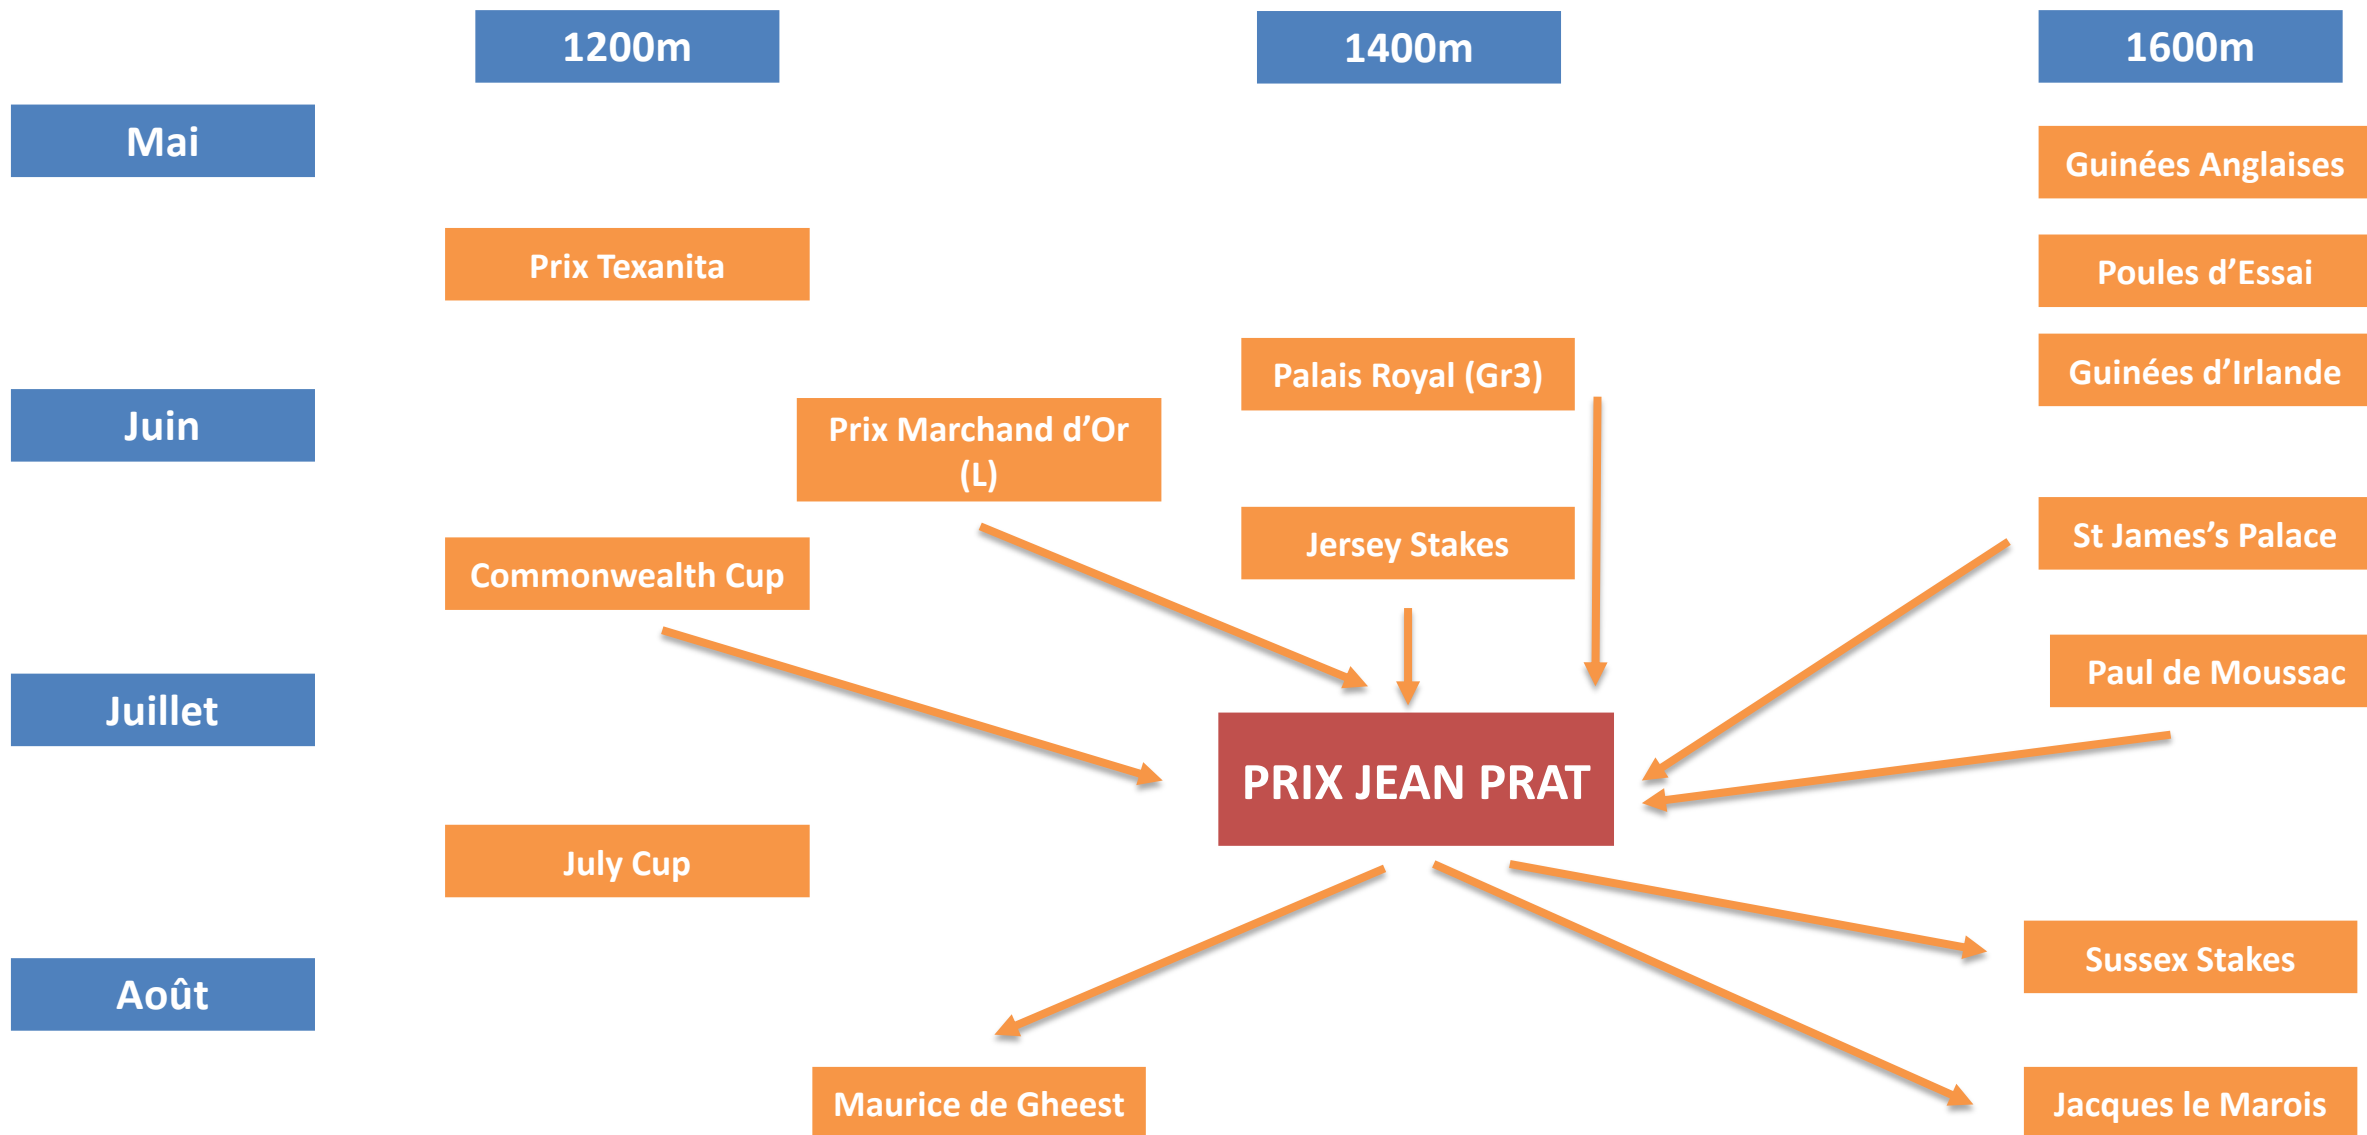 1200m
1400m
1600m
Mai
Guinées Anglaises
Prix Texanita
Poules d’Essai
Palais Royal (Gr3)
Guinées d’Irlande
Juin
Prix Marchand d’Or
(L)
Jersey Stakes
St James’s Palace
Commonwealth Cup
Paul de Moussac
Juillet
PRIX JEAN PRAT
July Cup
Sussex Stakes
Août
Maurice de Gheest
Jacques le Marois